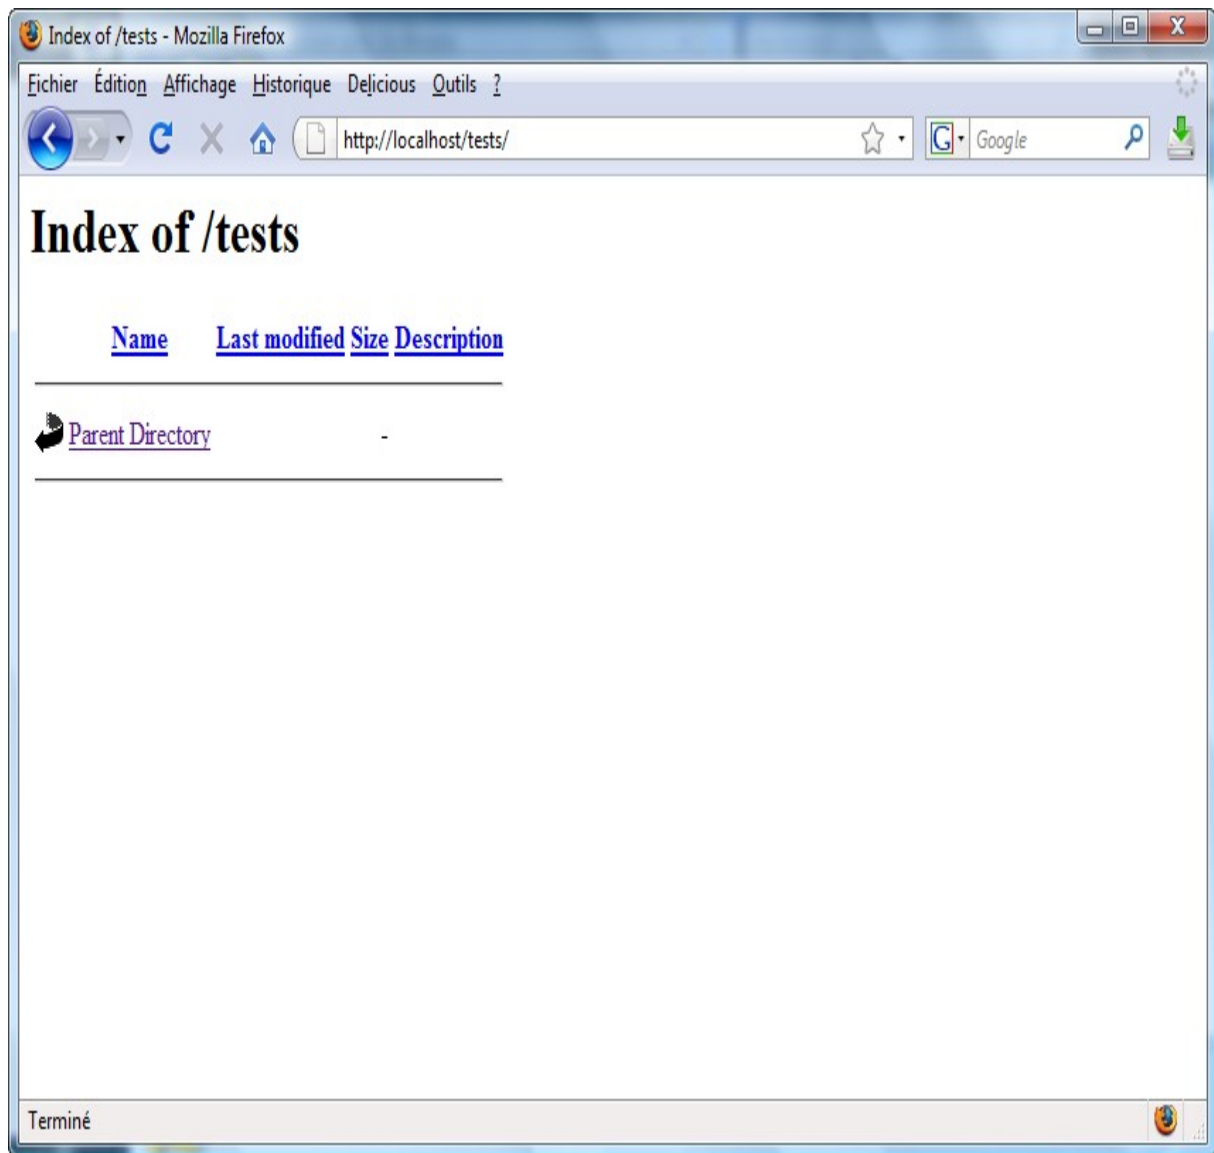 Index of /tests - Mozilla Firefox
Fichier Édition Affichage Historique Delicious Outils ?
http://localhost/tests/ G Google
Index of /tests
Name Last modified Size Description
Parent Directory -
Terminé